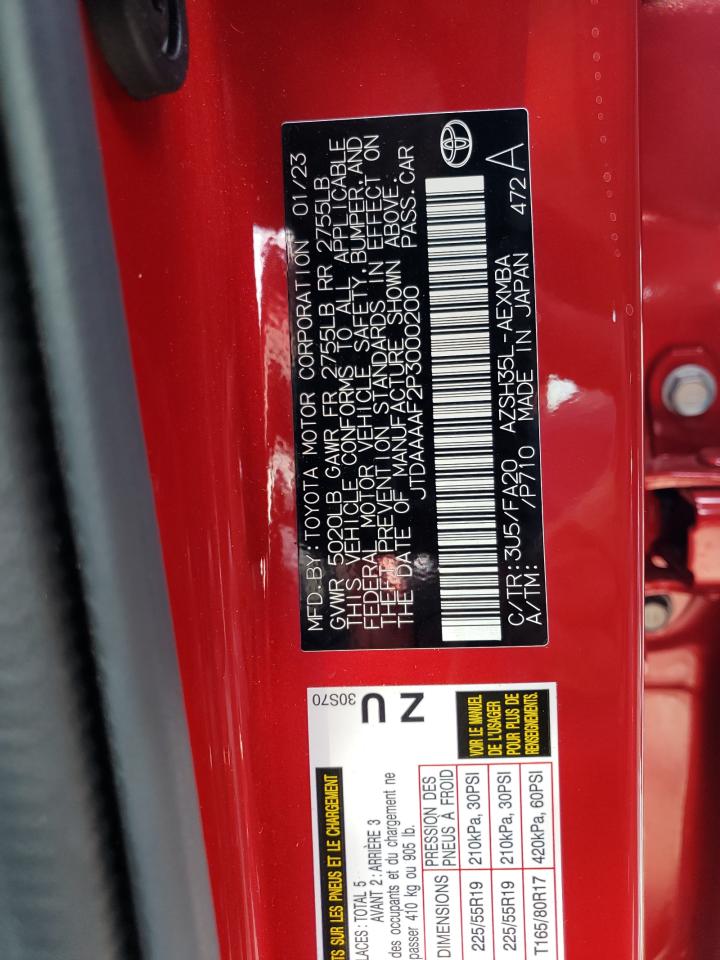 MFD.BY:TOYOTA MOTOR CORPORATION 01/23
GVWR 5020LB GAWR FR 2755LB RR 2755LB
THIS VEHICLE CONFORMS TO ALL APPLICABLE
FEDERAL MOTOR VEHICLE SAFETY,BUMPER,AND
THEFT PREVENTION STANDARDS IN EFFECT ON
THE DATE OF MANUFACTURE SHOWN ABOVE.
JTDAAAAF2P3000200 PASS.CAR
C/TR:3U5/FA20 AZSH35L-AEXMBA 472A
A/TM: /P710 MADE IN JAPAN
30S70
Z U
SUR LES PNEUS ET LE CHARGEMENT
LACES : TOTAL 5
AVANT 2 : ARRIÈRE 3
des occupants et du chargement ne
passer 410 kg ou 905 lb.
DIMENSIONS PRESSION DES PNEUS À FROID
225/55R19 210kPa, 30PSI
225/55R19 210kPa, 30PSI
T165/80R17 420kPa, 60PSI
VOIR LE MANUEL
DE L'USAGER
POUR PLUS DE
RENSEIGNEMENTS.